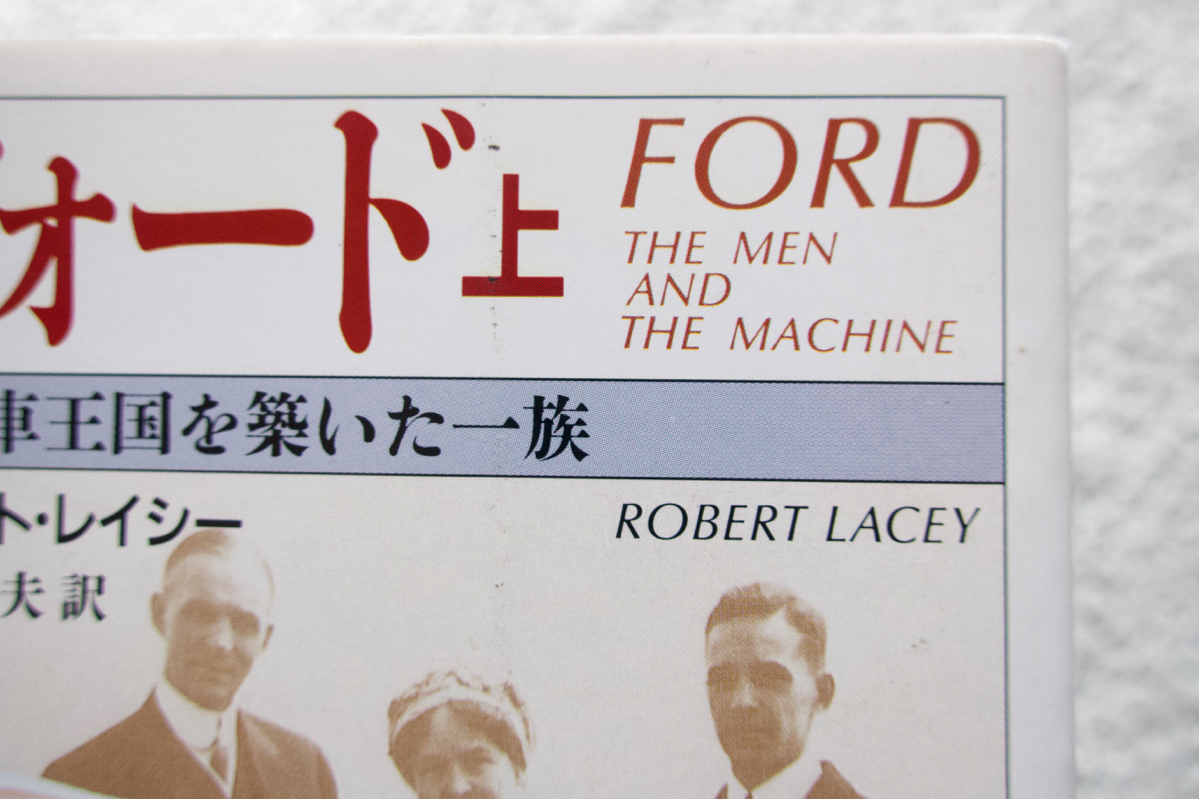 ォード上
FORD
THE MEN
AND
THE MACHINE
車王国を築いた一族
ト・レイシー
ROBERT LACEY
夫訳